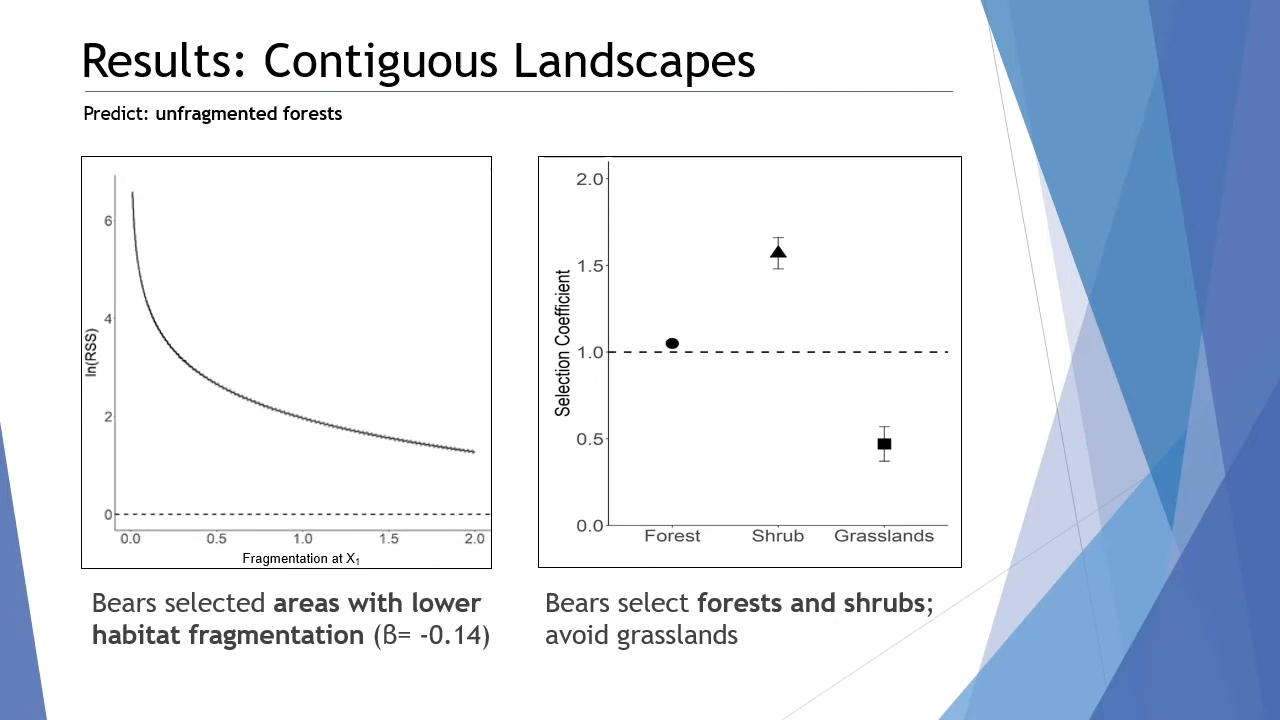 Results: Contiguous Landscapes
Predict: unfragmented forests
6
4
2
0
ln(RSS)
0.0 0.5 1.0 1.5 2.0
Fragmentation at X₁
2.0
1.5
1.0
0.5
0.0
Selection Coefficient
Forest Shrub Grasslands
Bears selected areas with lower
habitat fragmentation (ß= -0.14)
Bears select forests and shrubs;
avoid grasslands